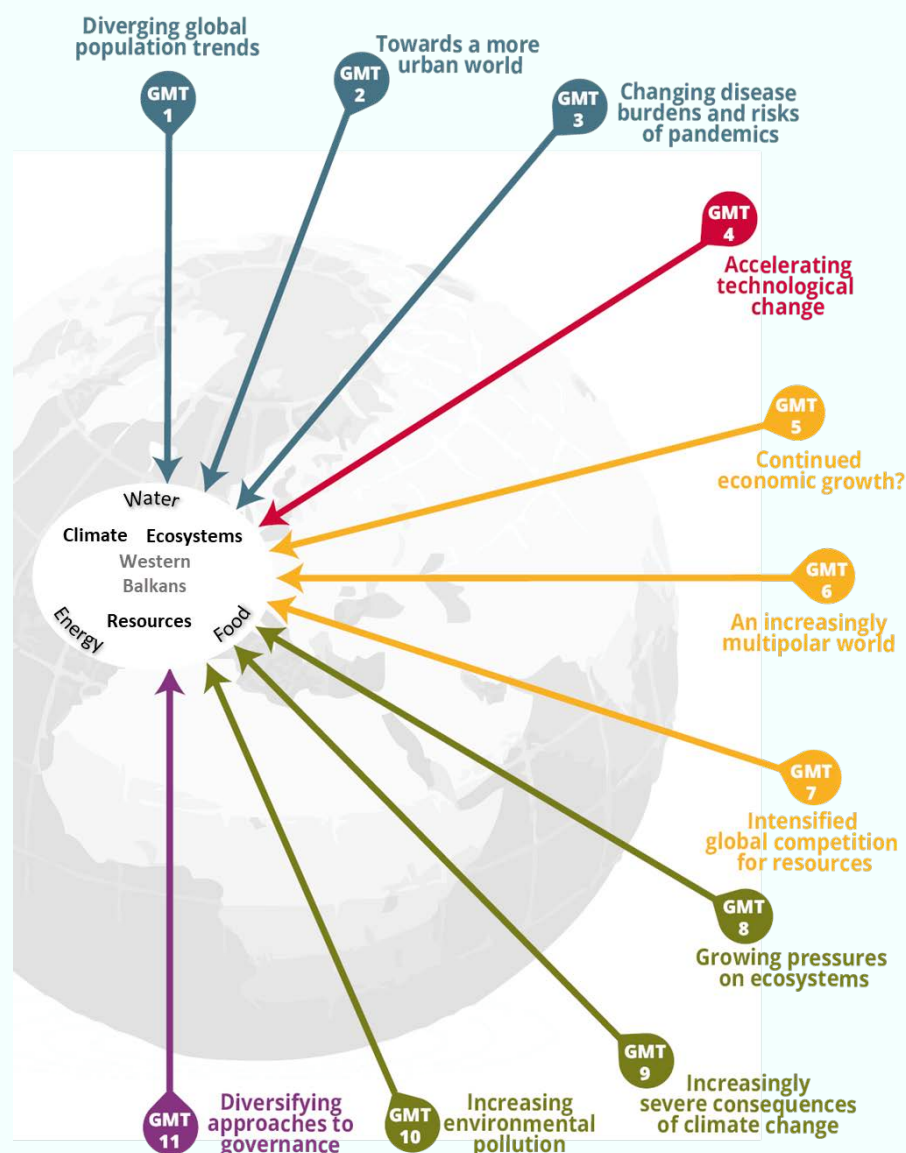 Diverging global
population trends
GMT
1
Towards a more
urban world
GMT
2
Changing disease
burdens and risks
of pandemics
GMT
3
GMT
4
Accelerating
technological
change
GMT
5
Continued
economic growth?
GMT
6
An increasingly
multipolar world
GMT
7
Intensified
global competition
for resources
GMT
8
Growing pressures
on ecosystems
GMT
9
Increasingly
severe consequences
of climate change
GMT
10
Increasing
environmental
pollution
GMT
11
Diversifying
approaches to
governance
Water
Climate Ecosystems
Western
Balkans
Resources
Energy
Food